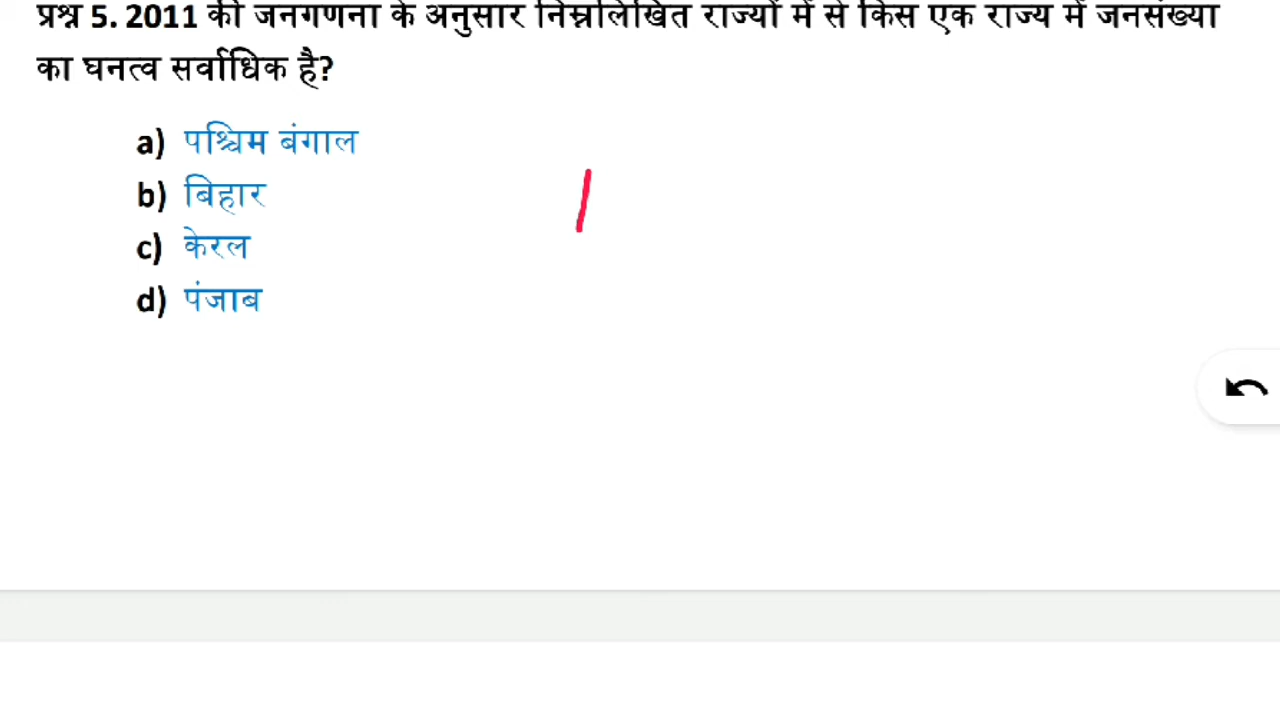 प्रश्न 5. 2011 की जनगणना के अनुसार निम्नलिखित राज्यों में से किस एक राज्य में जनसंख्या
का घनत्व सर्वाधिक है?
a) पश्चिम बंगाल
b) बिहार
c) केरल
d) पंजाब